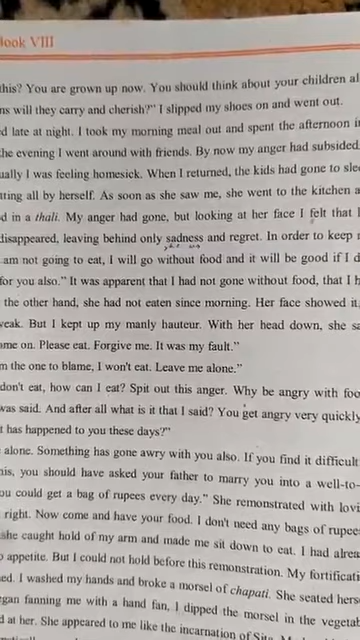 Book VIII
this? You are grown up now. You should think about your children al
ns will they carry and cherish?" I slipped my shoes on and went out.
d late at night. I took my morning meal out and spent the afternoon i
he evening I went around with friends. By now my anger had subsided.
ually I was feeling homesick. When I returned, the kids had gone to slee
tting all by herself. As soon as she saw me, she went to the kitchen a
d in a thali. My anger had gone, but looking at her face I felt that I
disappeared, leaving behind only sadness and regret. In order to keep
am not going to eat, I will go without food and it will be good if I d
for you also." It was apparent that I had not gone without food, that I h
the other hand, she had not eaten since morning. Her face showed it.
weak. But I kept up my manly hauteur. With her head down, she sa
ome on. Please eat. Forgive me. It was my fault."
m the one to blame, I won't eat. Leave me alone."
don't eat, how can I eat? Spit out this anger. Why be angry with foo
was said. And after all what is it that I said? You get angry very quickly
t has happened to you these days?"
alone. Something has gone awry with you also. If you find it difficult
his, you should have asked your father to marry you into a well-to-
ou could get a bag of rupees every day." She remonstrated with lovi
right. Now come and have your food. I don't need any bags of rupee
she caught hold of my arm and made me sit down to eat. I had alrea
o appetite. But I could not hold before this remonstration. My fortificati
ed. I washed my hands and broke a morsel of chapati. She seated hers
egan fanning me with a hand fan, I dipped the morsel in the vegetab
d at her. She appeared to me like the incarnation of